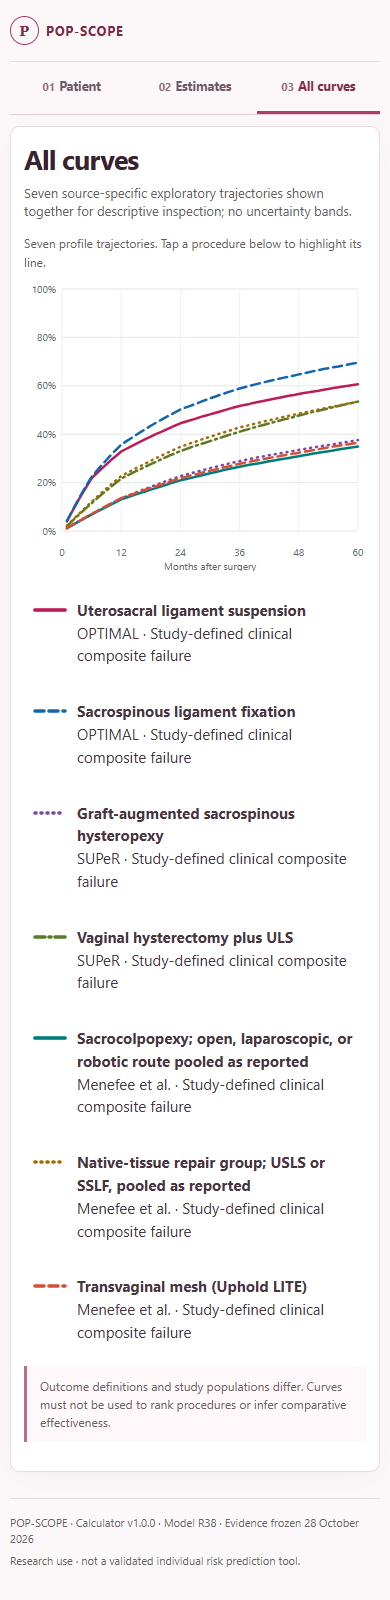 P POP-SCOPE
01 Patient 02 Estimates 03 All curves
All curves
Seven source-specific exploratory trajectories shown
together for descriptive inspection; no uncertainty bands.
Seven profile trajectories. Tap a procedure below to highlight its
line.
100%
80%
60%
40%
20%
0%
0 12 24 36 48 60
Months after surgery
Uterosacral ligament suspension
OPTIMAL · Study-defined clinical
composite failure
Sacrospinous ligament fixation
OPTIMAL · Study-defined clinical
composite failure
Graft-augmented sacrospinous
hysteropexy
SUPeR · Study-defined clinical composite
failure
Vaginal hysterectomy plus ULS
SUPeR · Study-defined clinical composite
failure
Sacrocolpopexy; open, laparoscopic, or
robotic route pooled as reported
Menefee et al. · Study-defined clinical
composite failure
Native-tissue repair group; USLS or
SSLF, pooled as reported
Menefee et al. · Study-defined clinical
composite failure
Transvaginal mesh (Uphold LITE)
Menefee et al. · Study-defined clinical
composite failure
Outcome definitions and study populations differ. Curves
must not be used to rank procedures or infer comparative
effectiveness.
POP-SCOPE · Calculator v1.0.0 · Model R38 · Evidence frozen 28 October
2026
Research use · not a validated individual risk prediction tool.